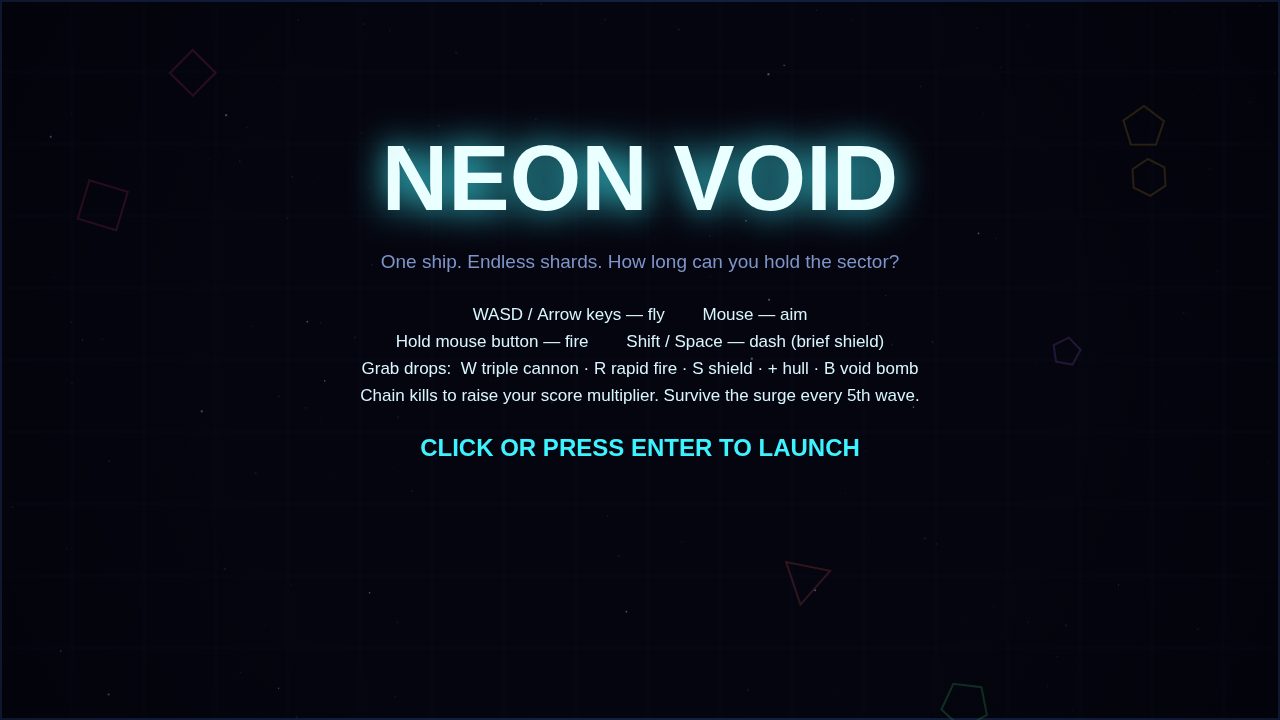 NEON VOID
One ship. Endless shards. How long can you hold the sector?
WASD / Arrow keys — fly Mouse — aim
Hold mouse button — fire Shift / Space — dash (brief shield)
Grab drops: W triple cannon · R rapid fire · S shield · + hull · B void bomb
Chain kills to raise your score multiplier. Survive the surge every 5th wave.
CLICK OR PRESS ENTER TO LAUNCH